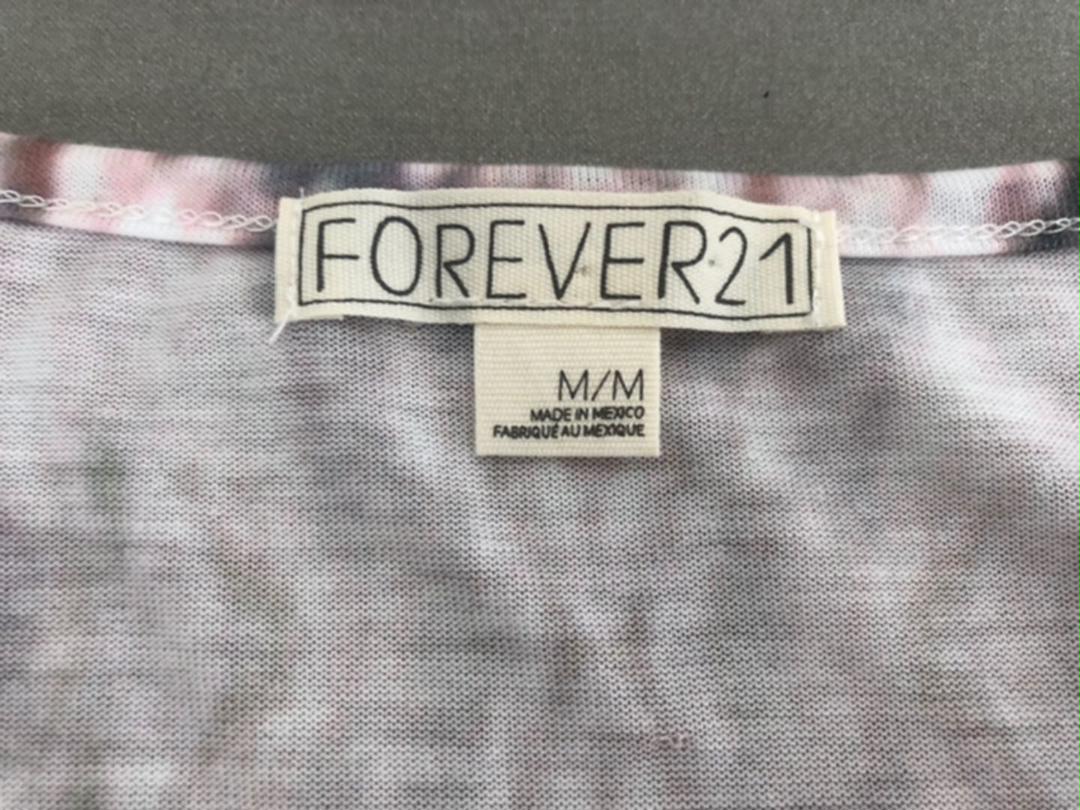 FOREVER21
M/M
MADE IN MEXICO
FABRIQUÉ AU MEXIQUE